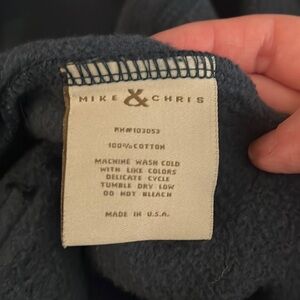 MIKE & CHRIS
RN#103053
100% COTTON
MACHINE WASH COLD
WITH LIKE COLORS
DELICATE CYCLE
TUMBLE DRY LOW
DO NOT BLEACH
MADE IN U.S.A.